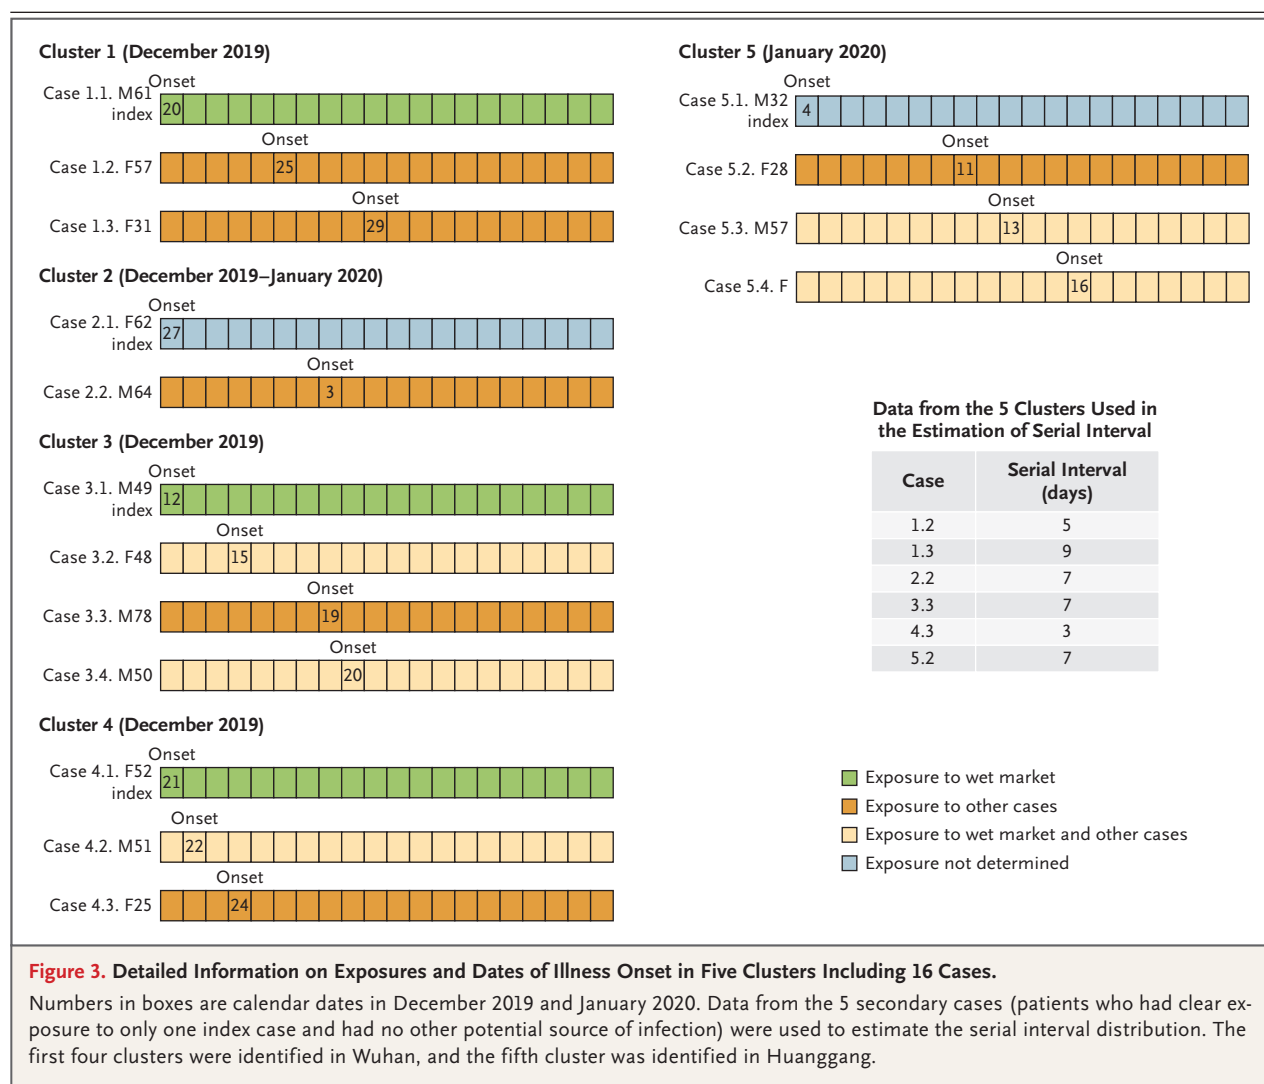 Cluster 1 (December 2019)
Onset
Case 1.1. M61
index
20
Onset
Case 1.2. F57
25
Onset
Case 1.3. F31
29
Cluster 2 (December 2019–January 2020)
Onset
Case 2.1. F62
index
27
Onset
Case 2.2. M64
3
Cluster 3 (December 2019)
Onset
Case 3.1. M49
index
12
Onset
Case 3.2. F48
15
Onset
Case 3.3. M78
19
Onset
Case 3.4. M50
20
Cluster 4 (December 2019)
Onset
Case 4.1. F52
index
21
Onset
Case 4.2. M51
22
Onset
Case 4.3. F25
24
Cluster 5 (January 2020)
Onset
Case 5.1. M32
index
4
Onset
Case 5.2. F28
11
Onset
Case 5.3. M57
13
Onset
Case 5.4. F
16
Data from the 5 Clusters Used in
the Estimation of Serial Interval
Case Serial Interval
(days)
1.2 5
1.3 9
2.2 7
3.3 7
4.3 3
5.2 7
Exposure to wet market
Exposure to other cases
Exposure to wet market and other cases
Exposure not determined
Figure 3. Detailed Information on Exposures and Dates of Illness Onset in Five Clusters Including 16 Cases.
Numbers in boxes are calendar dates in December 2019 and January 2020. Data from the 5 secondary cases (patients who had clear ex-
posure to only one index case and had no other potential source of infection) were used to estimate the serial interval distribution. The
first four clusters were identified in Wuhan, and the fifth cluster was identified in Huanggang.